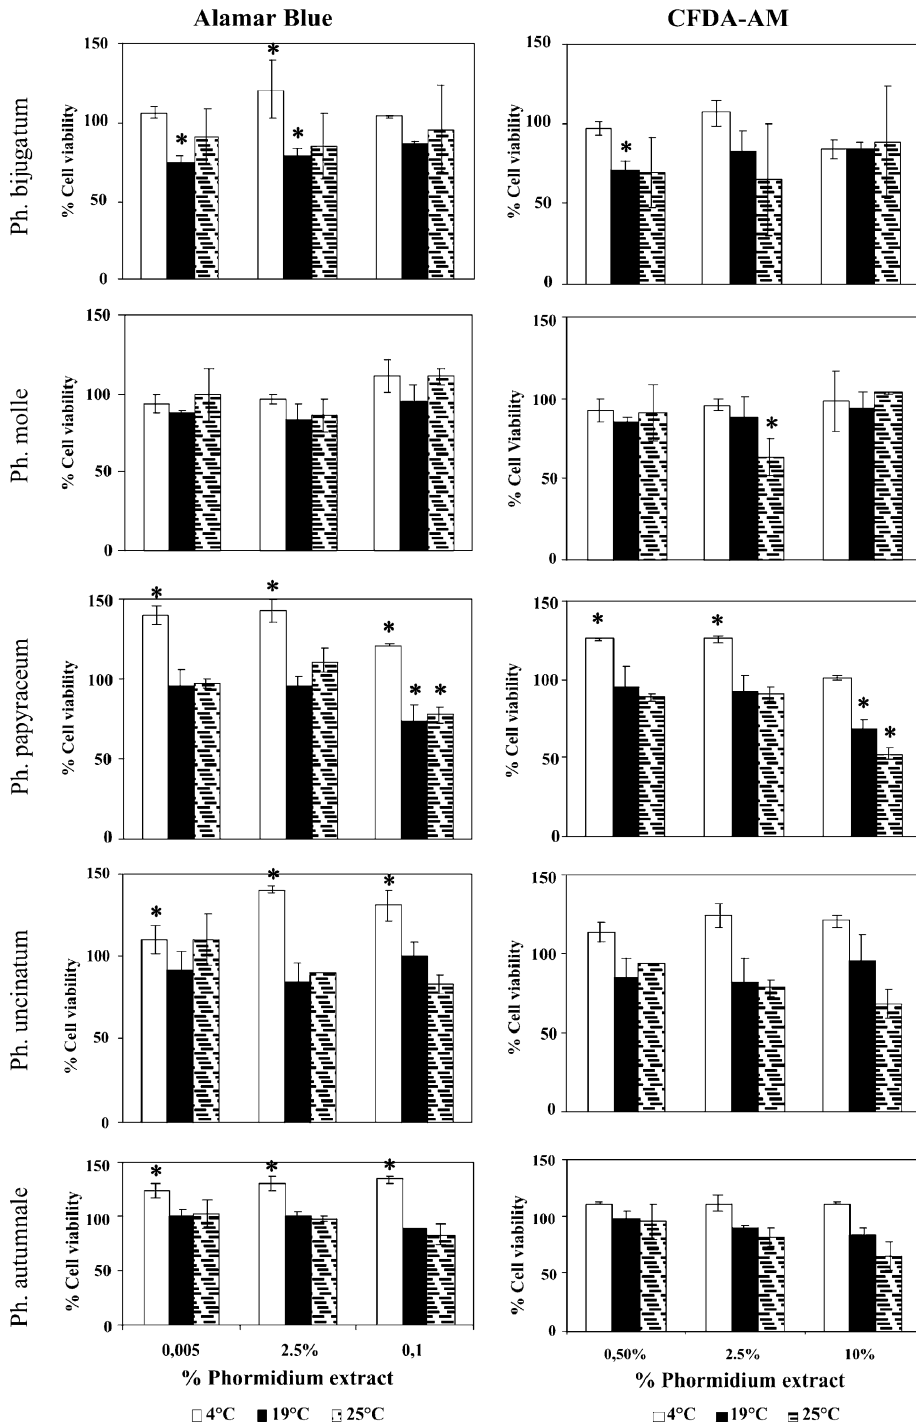 Alamar Blue
CFDA-AM
Ph. bijugatum
% Cell viability
150
100
50
0
*
*
*
% Cell viability
150
100
50
0
*
Ph. molle
% Cell viability
150
100
50
0
% Cell Viability
150
100
50
0
*
Ph. papyraceum
% Cell viability
150
100
50
0
*
*
*
*
*
% Cell viability
150
100
50
0
*
*
*
*
Ph. uncinatum
% Cell viability
150
100
50
0
*
*
*
% Cell viability
150
100
50
0
Ph. autumnale
% Cell viability
150
100
50
0
*
*
*
% Cell viability
150
100
50
0
0,005
2.5%
0,1
% Phormidium extract
4°C
19°C
25°C
0,50%
2.5%
10%
% Phormidium extract
4°C
19°C
25°C